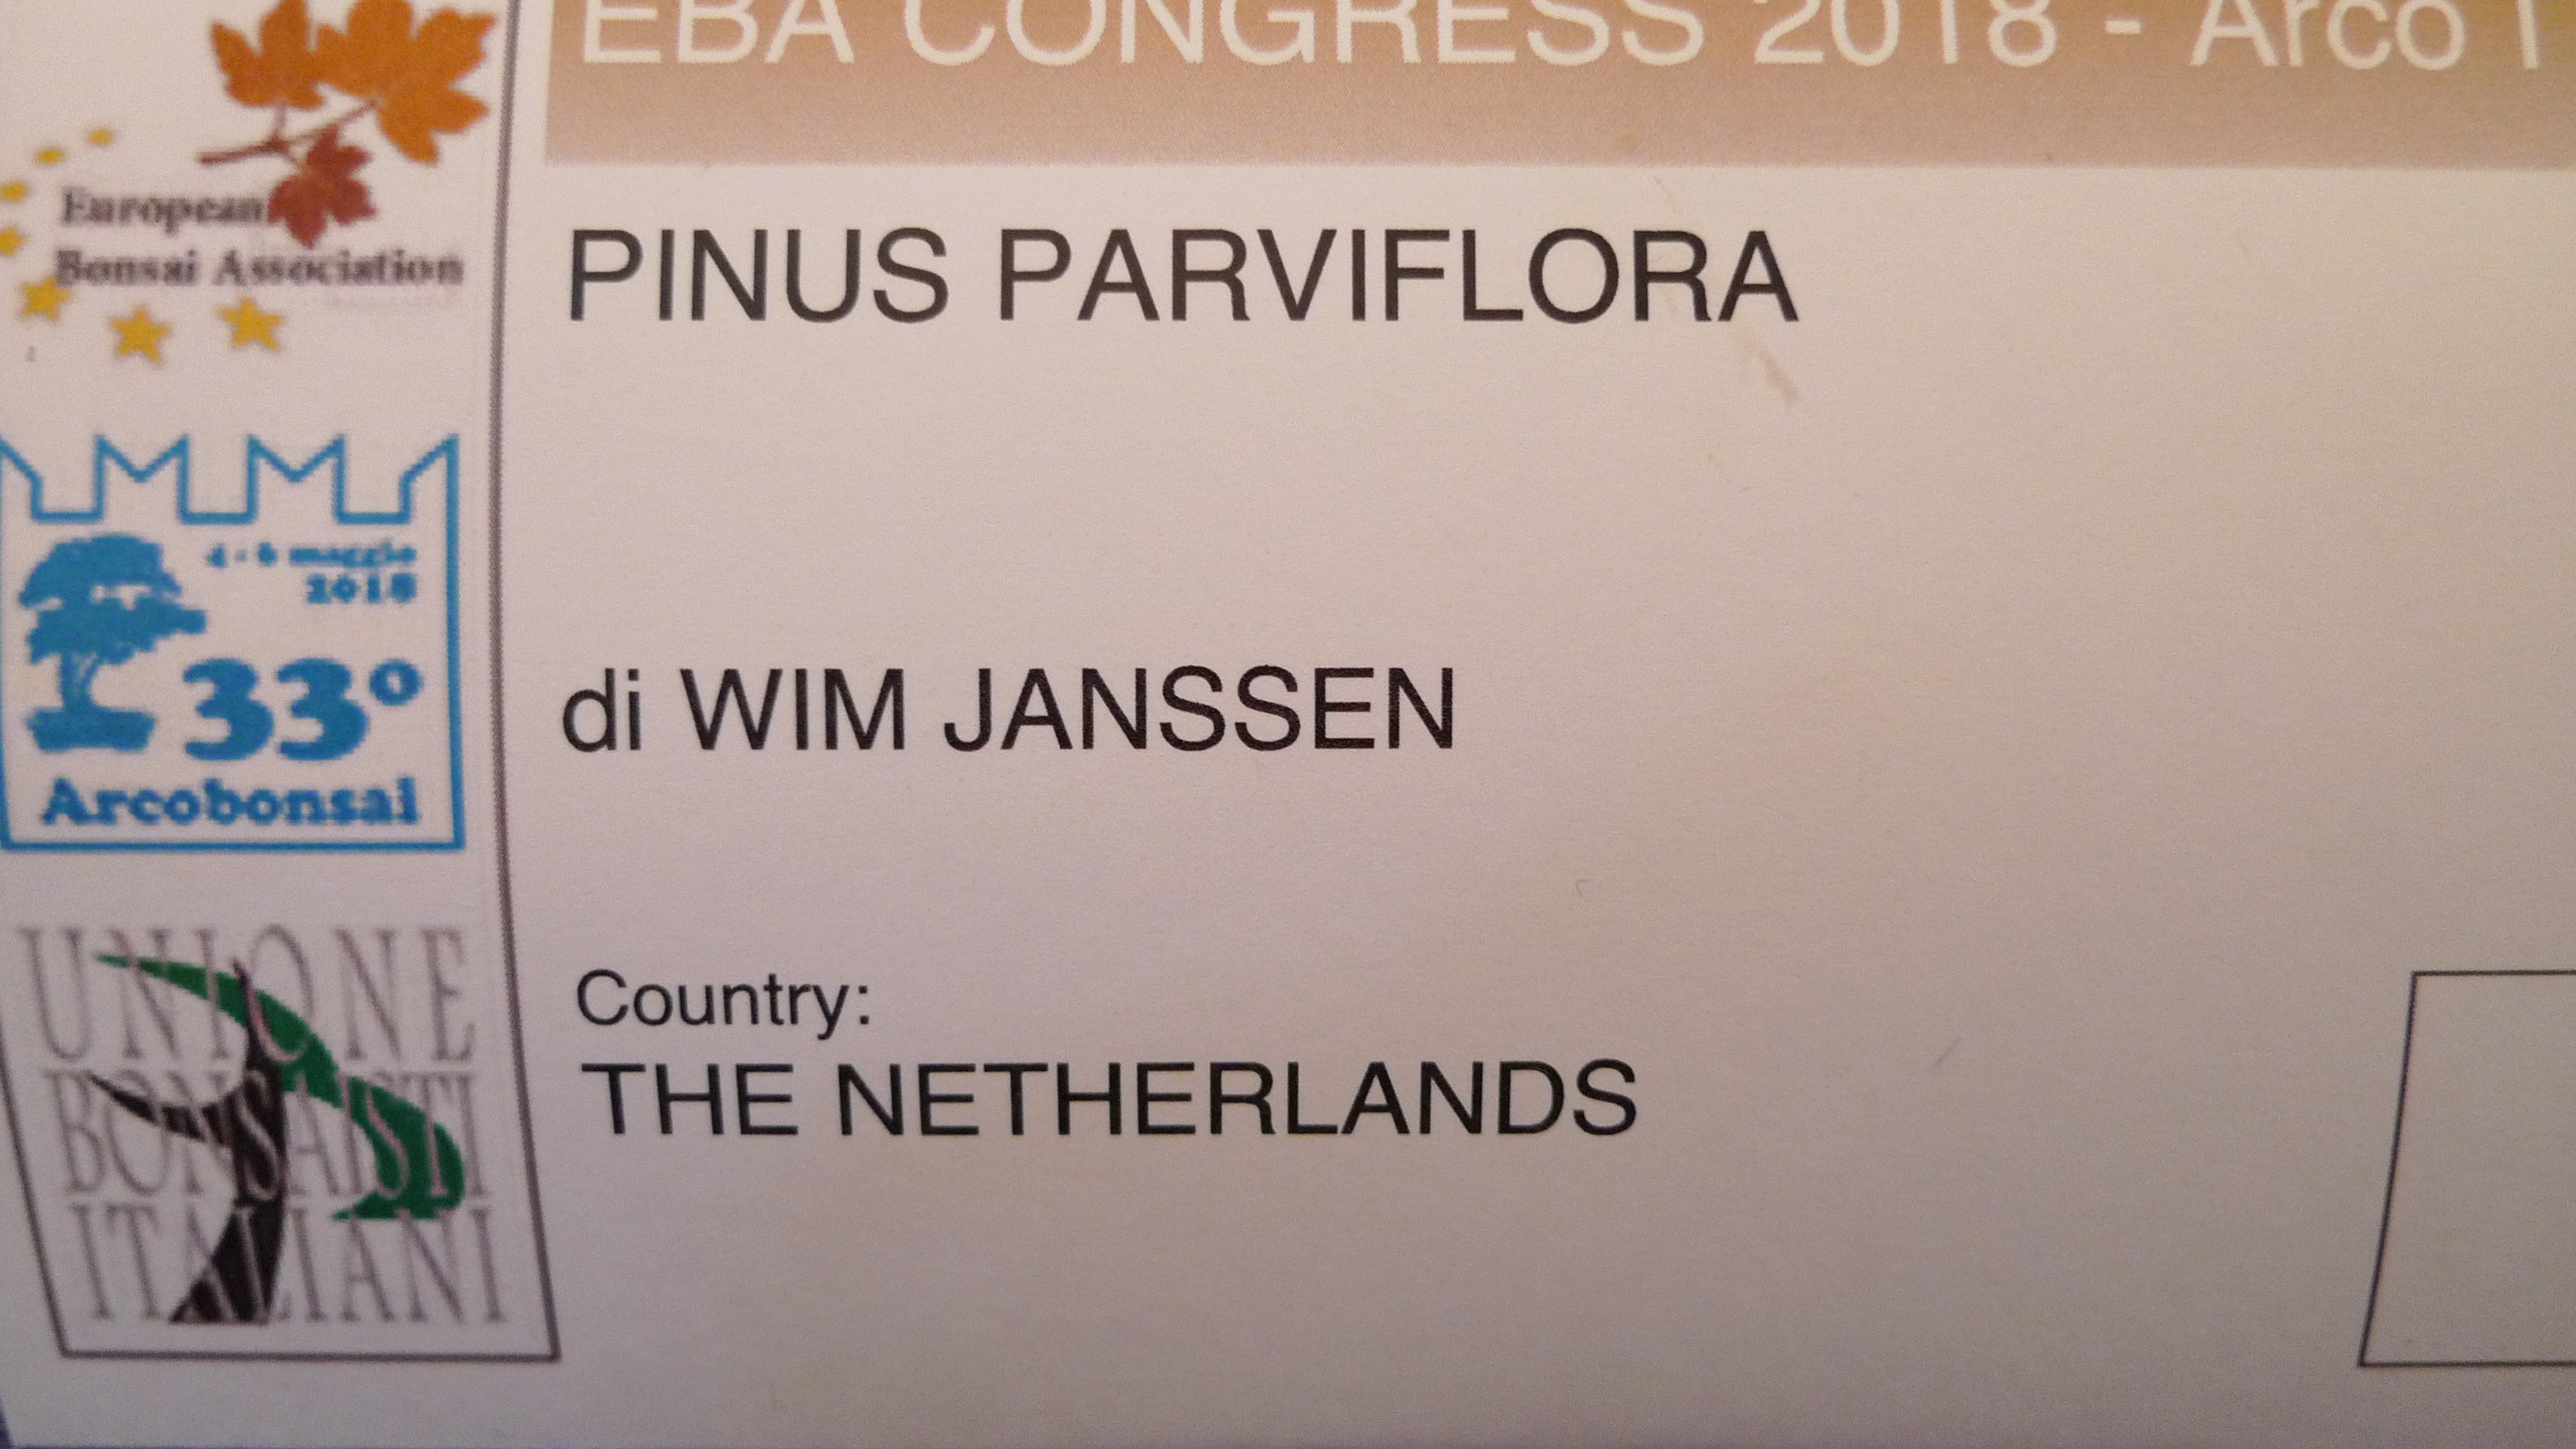 EBA CONGRESS 2018 - Arco
European
Bonsai Association
PINUS PARVIFLORA
4 - 6 maggio
2018
33°
Arcobonsai
di WIM JANSSEN
UNIONE
BONSAISTI
ITALIANI
Country:
THE NETHERLANDS